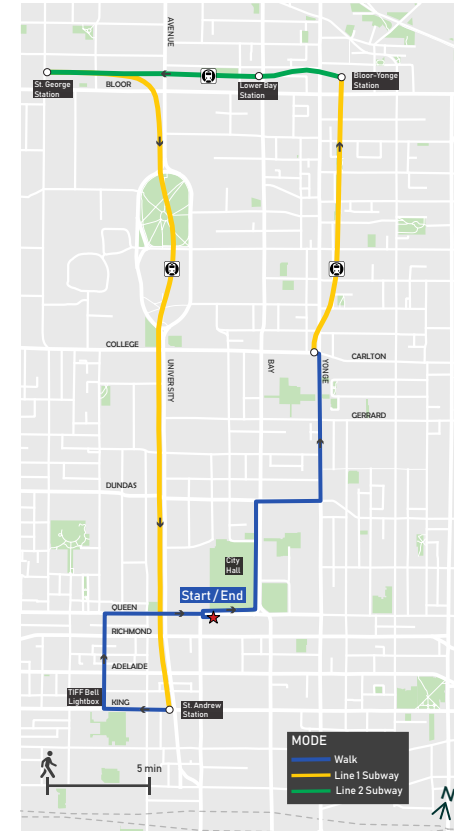 AVENUE
St. George
Station
BLOOR
Lower Bay
Station
Bloor-Yonge
Station
COLLEGE
UNIVERSITY
BAY
YONGE
CARLTON
GERRARD
DUNDAS
City
Hall
Start/End
QUEEN
RICHMOND
ADELAIDE
TIFF Bell
Lightbox
KING
St. Andrew
Station
MODE
Walk
Line 1 Subway
Line 2 Subway
5 min
N